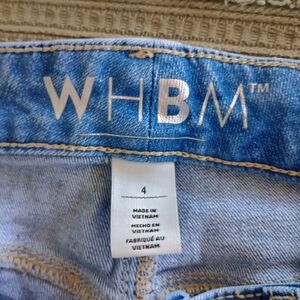 WHBM™
4
MADE IN
VIETNAM
HECHO EN
VIETNAM
FABRIQUÉ AU
VIETNAM